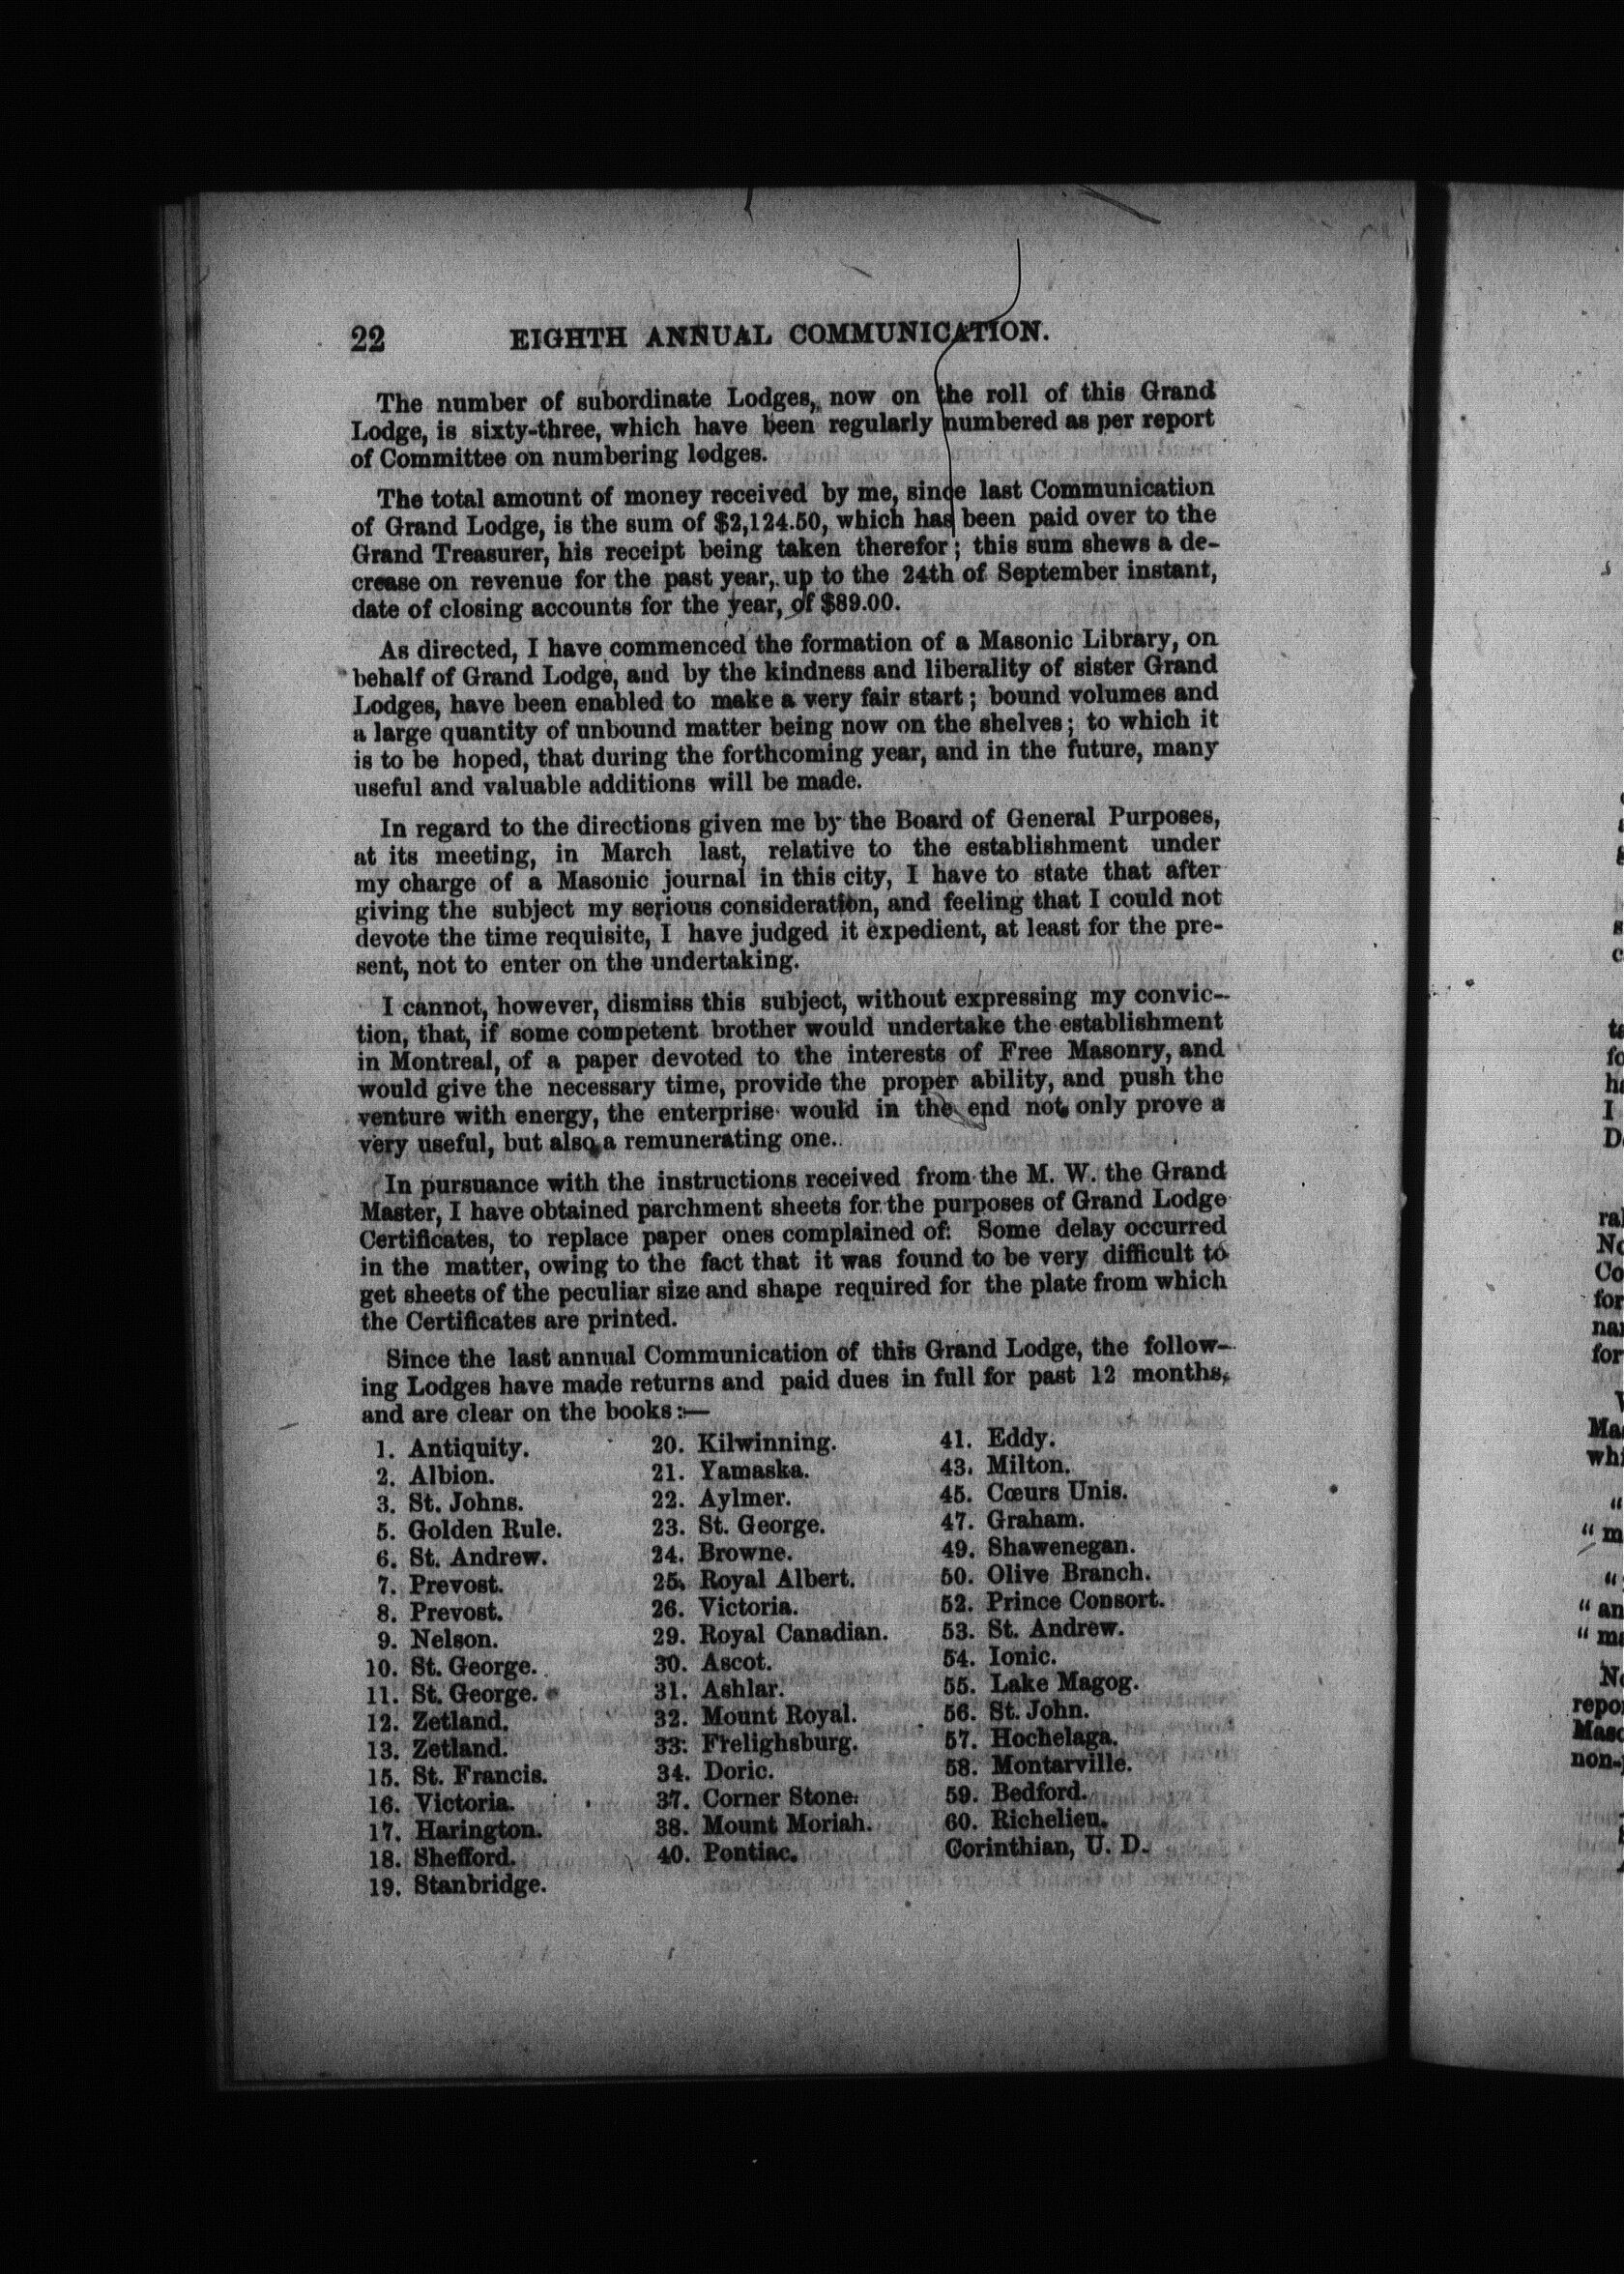 22 EIGHTH ANNUAL COMMUNICATION.
The number of subordinate Lodges, now on the roll of this Grand
Lodge, is sixty-three, which have been regularly numbered as per report
of Committee on numbering lodges.
The total amount of money received by me, since last Communication
of Grand Lodge, is the sum of $2,124.50, which has been paid over to the
Grand Treasurer, his receipt being taken therefor; this sum shews a de-
crease on revenue for the past year, up to the 24th of September instant,
date of closing accounts for the year, of $89.00.
As directed, I have commenced the formation of a Masonic Library, on
behalf of Grand Lodge, and by the kindness and liberality of sister Grand
Lodges, have been enabled to make a very fair start; bound volumes and
a large quantity of unbound matter being now on the shelves; to which it
is to be hoped, that during the forthcoming year, and in the future, many
useful and valuable additions will be made.
In regard to the directions given me by the Board of General Purposes,
at its meeting, in March last, relative to the establishment under
my charge of a Masonic journal in this city, I have to state that after
giving the subject my serious consideration, and feeling that I could not
devote the time requisite, I have judged it expedient, at least for the pre-
sent, not to enter on the undertaking.
I cannot, however, dismiss this subject, without expressing my convic-
tion, that, if some competent brother would undertake the establishment
in Montreal, of a paper devoted to the interests of Free Masonry, and
would give the necessary time, provide the proper ability, and push the
venture with energy, the enterprise would in the end not only prove a
very useful, but also a remunerating one.
In pursuance with the instructions received from the M. W. the Grand
Master, I have obtained parchment sheets for the purposes of Grand Lodge
Certificates, to replace paper ones complained of. Some delay occurred
in the matter, owing to the fact that it was found to be very difficult to
get sheets of the peculiar size and shape required for the plate from which
the Certificates are printed.
Since the last annual Communication of this Grand Lodge, the follow-
ing Lodges have made returns and paid dues in full for past 12 months,
and are clear on the books:—
1. Antiquity.
2. Albion.
3. St. Johns.
5. Golden Rule.
6. St. Andrew.
7. Prevost.
8. Prevost.
9. Nelson.
10. St. George.
11. St. George.
12. Zetland.
13. Zetland.
15. St. Francis.
16. Victoria.
17. Harington.
18. Shefford.
19. Stanbridge.
20. Kilwinning.
21. Yamaska.
22. Aylmer.
23. St. George.
24. Browne.
25. Royal Albert.
26. Victoria.
29. Royal Canadian.
30. Ascot.
31. Ashlar.
32. Mount Royal.
33. Frelighsburg.
34. Doric.
37. Corner Stone.
38. Mount Moriah.
40. Pontiac.
41. Eddy.
43. Milton.
45. Cœurs Unis.
47. Graham.
49. Shawenegan.
50. Olive Branch.
52. Prince Consort.
53. St. Andrew.
54. Ionic.
55. Lake Magog.
56. St. John.
57. Hochelaga.
58. Montarville.
59. Bedford.
60. Richelieu.
Corinthian, U. D.